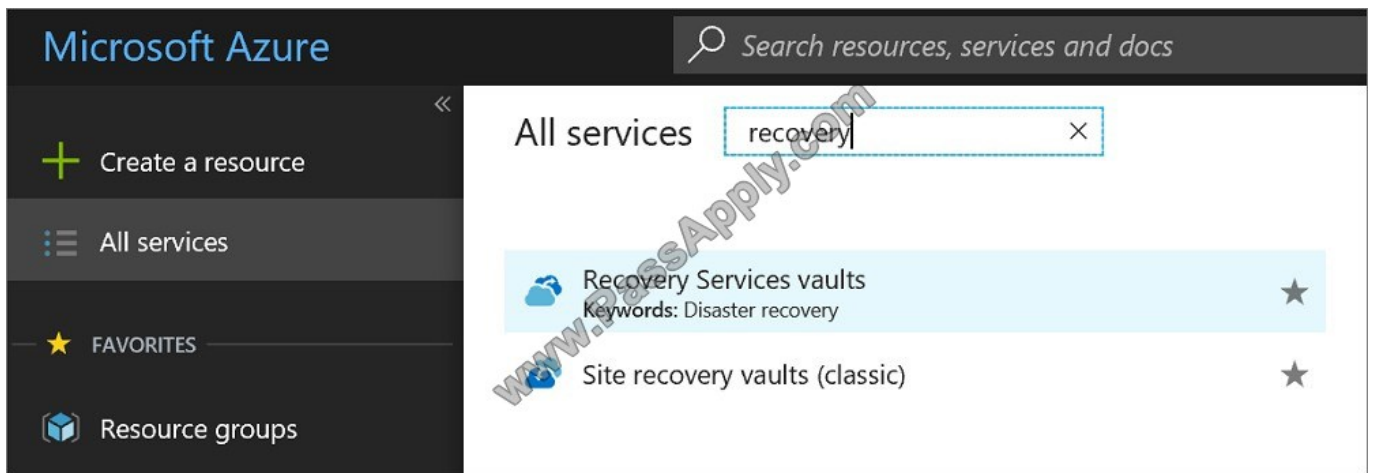 Microsoft Azure
Search resources, services and docs
«
Create a resource
All services
FAVORITES
Resource groups
All services
recovery
Recovery Services vaults
Keywords: Disaster recovery
Site recovery vaults (classic)
www.PassApply.com